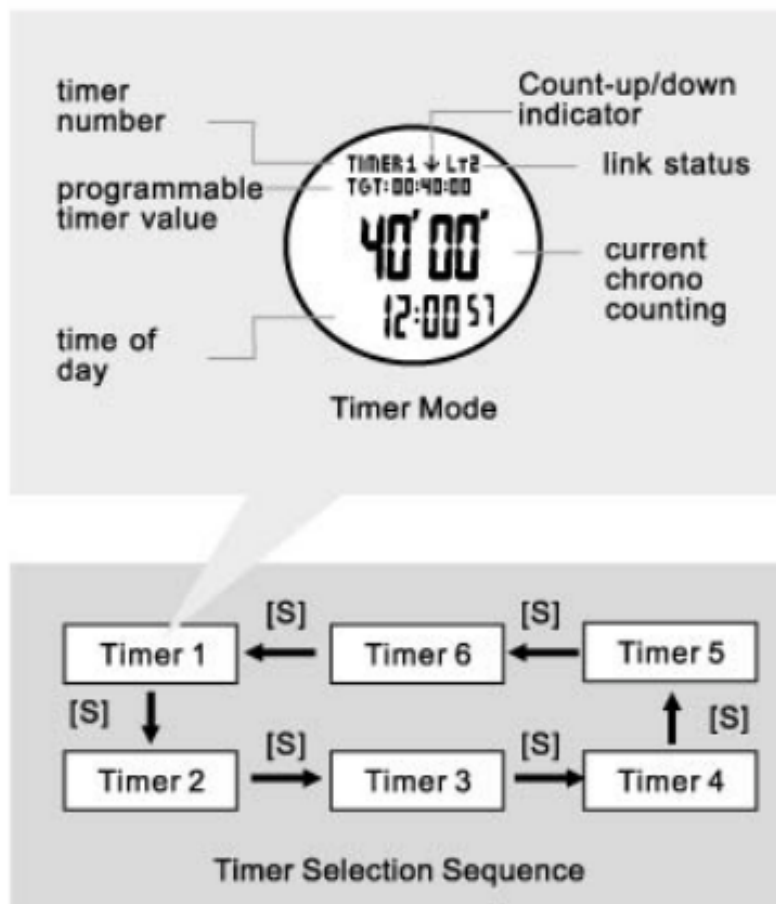 timer
number
Count-up/down
indicator
link status
programmable
timer value
TIMER1 ↓ LT2
TGT:00:40:00
40'00"
12:00 57
current
chrono
counting
time of
day
Timer Mode
[S]
[S]
Timer 1
Timer 6
Timer 5
[S]
[S]
[S]
[S]
Timer 2
Timer 3
Timer 4
Timer Selection Sequence